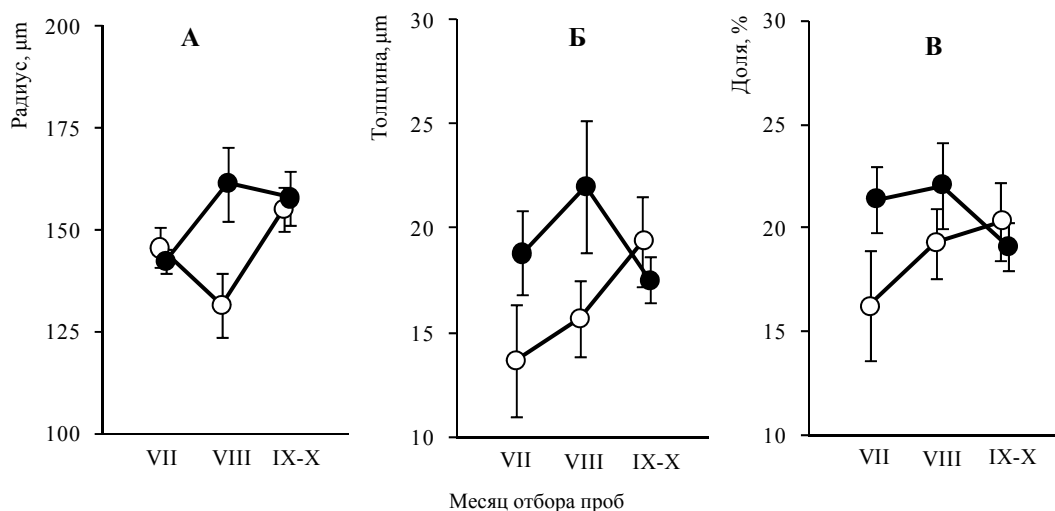 А
Радиус, µm
200
175
150
125
100
VII VIII IX-X
Б
Толщина, µm
30
25
20
15
10
VII VIII IX-X
В
Доля, %
30
25
20
15
10
VII VIII IX-X
Месяц отбора проб